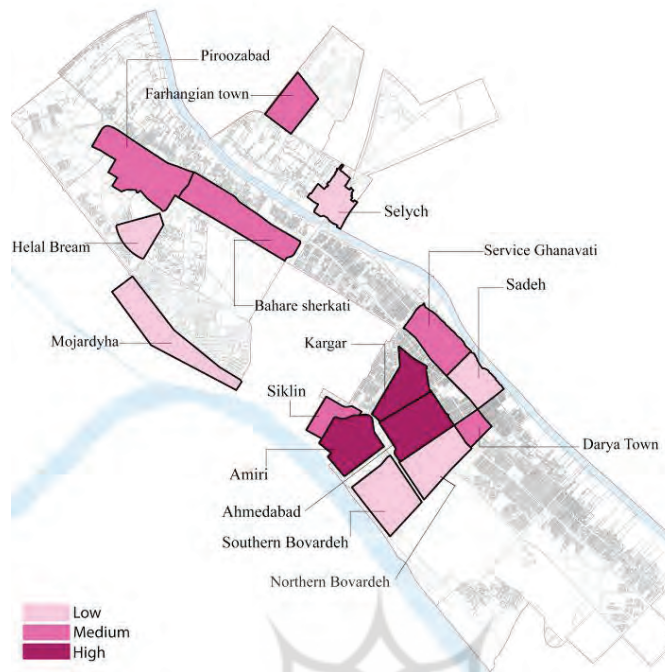 Piroozabad
Farhangian town
Selych
Helal Bream
Service Ghanavati
Sadeh
Bahare sherkati
Mojardyha
Kargar
Siklin
Darya Town
Amiri
Ahmedabad
Southern Bovardeh
Northern Bovardeh
Low
Medium
High